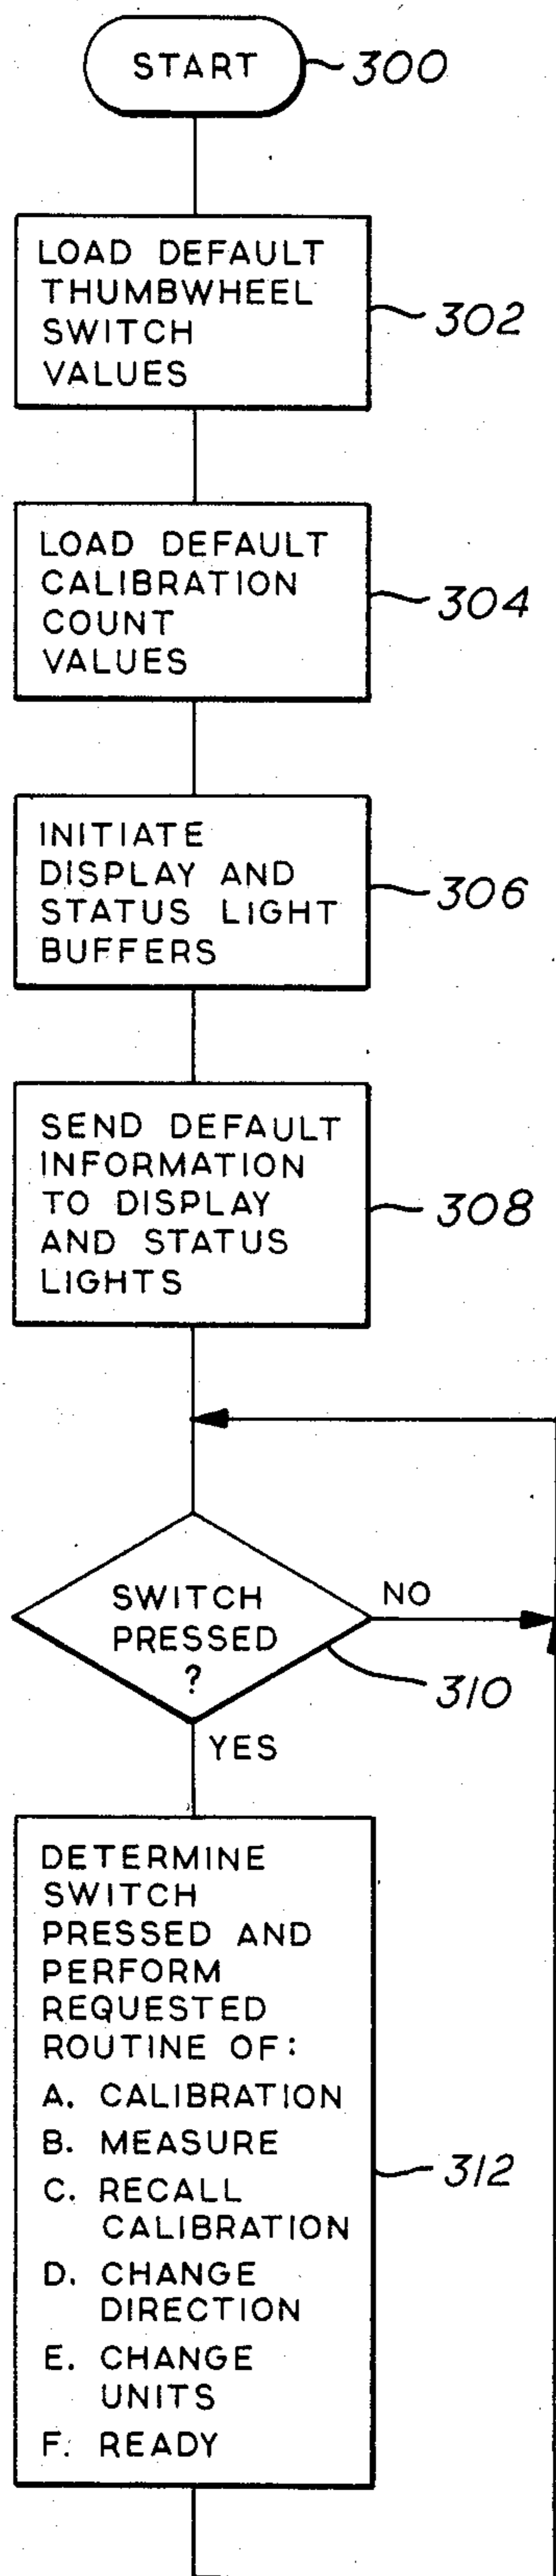 START
300
LOAD DEFAULT
THUMBWHEEL
SWITCH
VALUES
302
LOAD DEFAULT
CALIBRATION
COUNT
VALUES
304
INITIATE
DISPLAY AND
STATUS LIGHT
BUFFERS
306
SEND DEFAULT
INFORMATION
TO DISPLAY
AND STATUS
LIGHTS
308
SWITCH
PRESSED
?
NO
310
YES
DETERMINE
SWITCH
PRESSED AND
PERFORM
REQUESTED
ROUTINE OF:
A. CALIBRATION
B. MEASURE
C. RECALL
CALIBRATION
D. CHANGE
DIRECTION
E. CHANGE
UNITS
F. READY
312